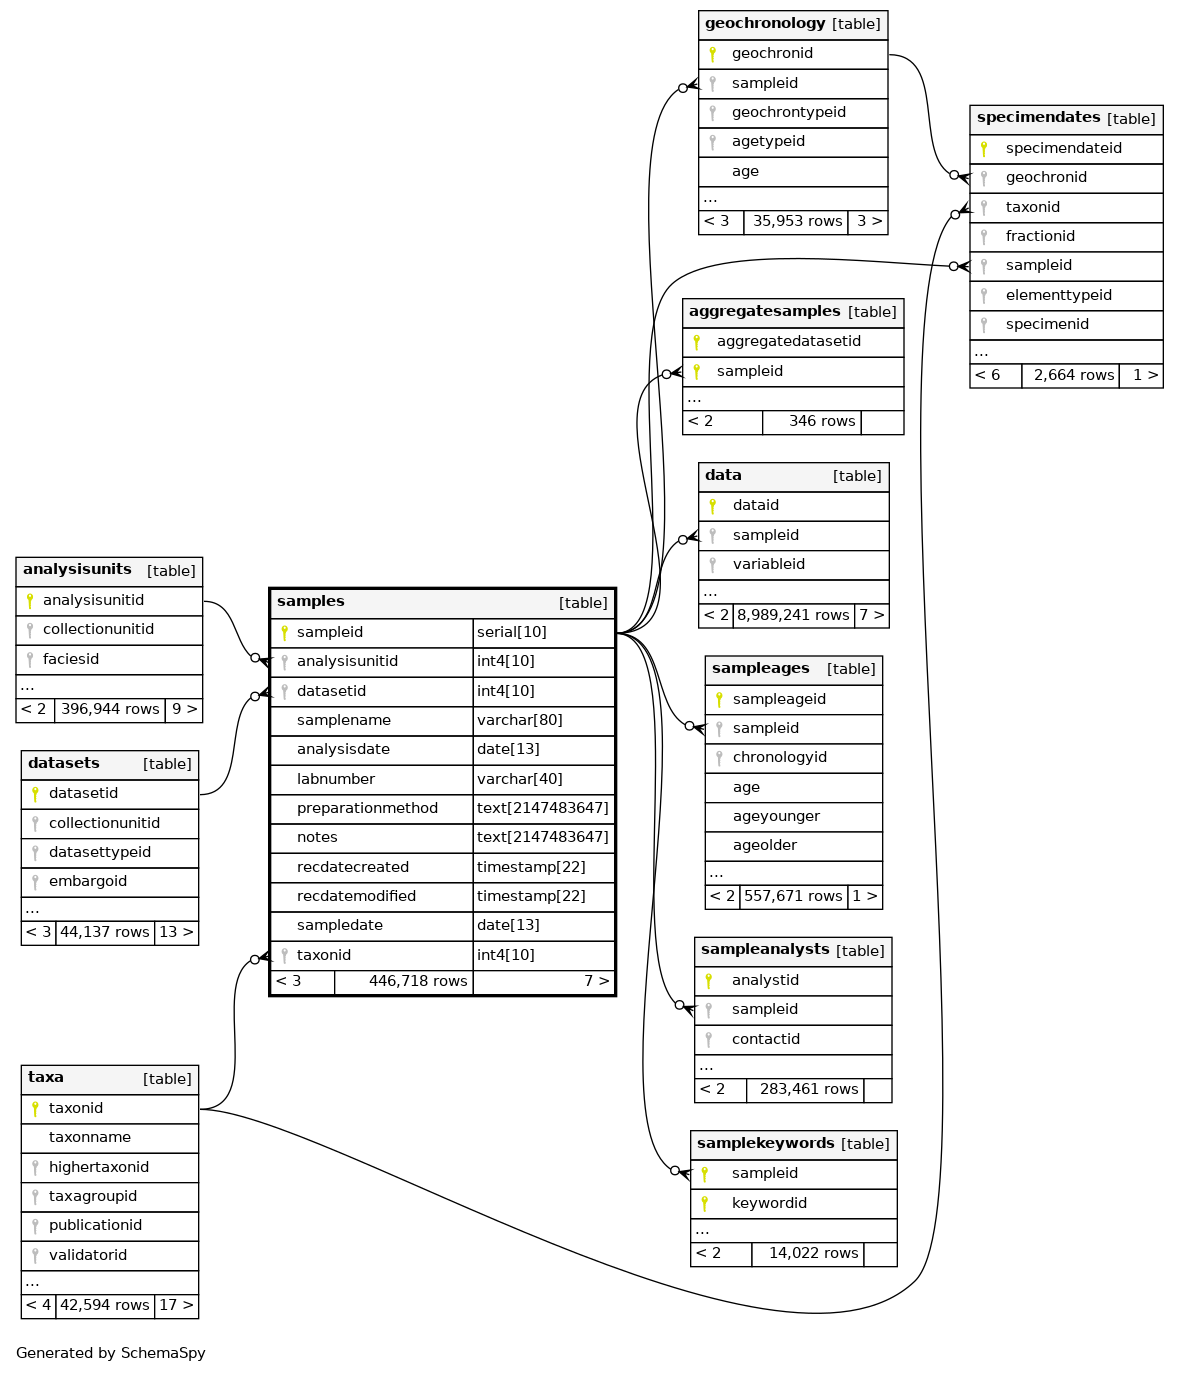 geochronology [table]
geochronid
sampleid
geochrontypeid
agetypeid
age
...
< 3 35,953 rows 3 >
specimendates [table]
specimendateid
geochronid
taxonid
fractionid
sampleid
elementtypeid
specimenid
...
< 6 2,664 rows 1 >
aggregatesamples [table]
aggregatedatasetid
sampleid
...
< 2 346 rows
data [table]
dataid
sampleid
variableid
...
< 2 8,989,241 rows 7 >
analysisunits [table]
analysisunitid
collectionunitid
faciesid
...
< 2 396,944 rows 9 >
samples [table]
sampleid serial[10]
analysisunitid int4[10]
datasetid int4[10]
samplename varchar[80]
analysisdate date[13]
labnumber varchar[40]
preparationmethod text[2147483647]
notes text[2147483647]
recdatecreated timestamp[22]
recdatemodified timestamp[22]
sampledate date[13]
taxonid int4[10]
< 3 446,718 rows 7 >
sampleages [table]
sampleageid
sampleid
chronologyid
age
ageyounger
ageolder
...
< 2 557,671 rows 1 >
datasets [table]
datasetid
collectionunitid
datasettypeid
embargoid
...
< 3 44,137 rows 13 >
sampleanalysts [table]
analystid
sampleid
contactid
...
< 2 283,461 rows
taxa [table]
taxonid
taxonname
highertaxonid
taxagroupid
publicationid
validatorid
...
< 4 42,594 rows 17 >
samplekeywords [table]
sampleid
keywordid
...
< 2 14,022 rows
Generated by SchemaSpy